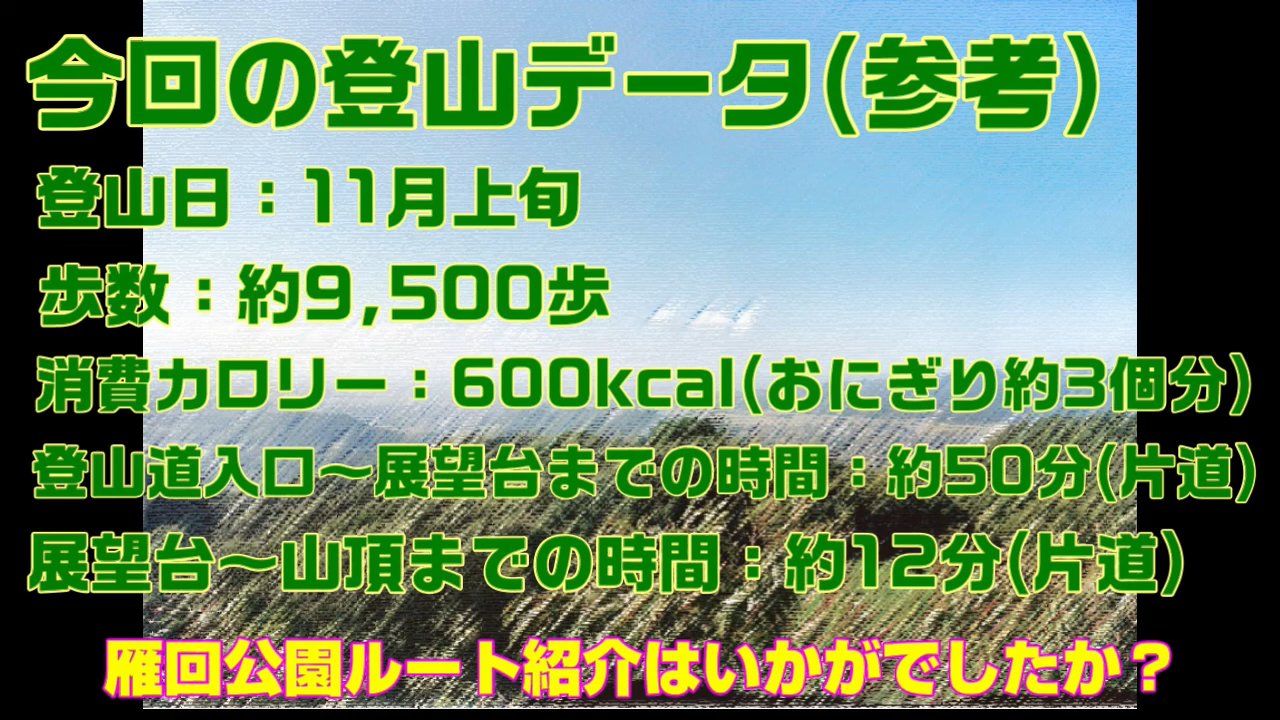 今回の登山データ(参考)
登山日：11月上旬
歩数：約9,500歩
消費カロリー：600kcal(おにぎり約3個分)
登山道入口～展望台までの時間：約50分(片道)
展望台～山頂までの時間：約12分(片道)
雁回公園ルート紹介はいかがでしたか？